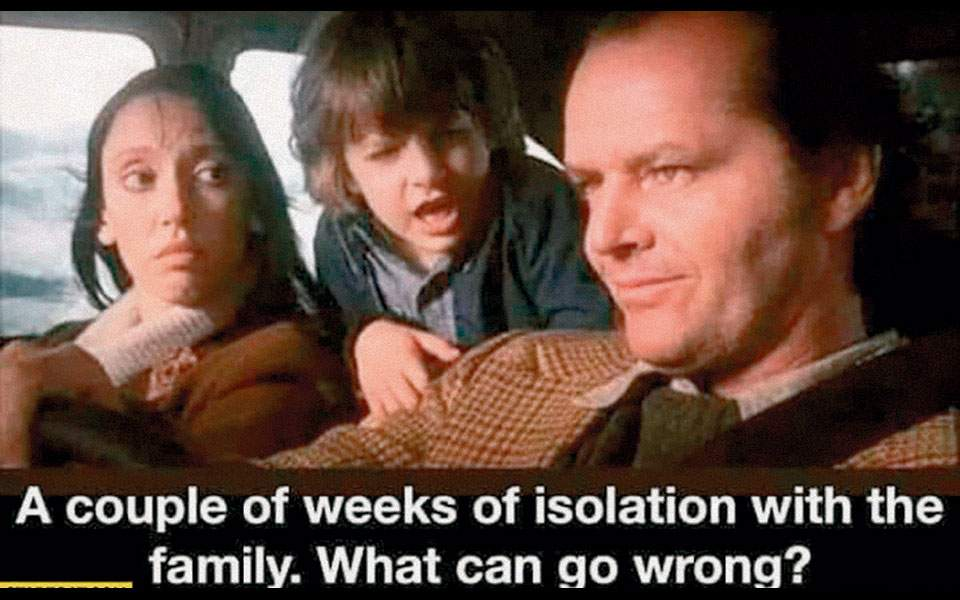 A couple of weeks of isolation with the
family. What can go wrong?